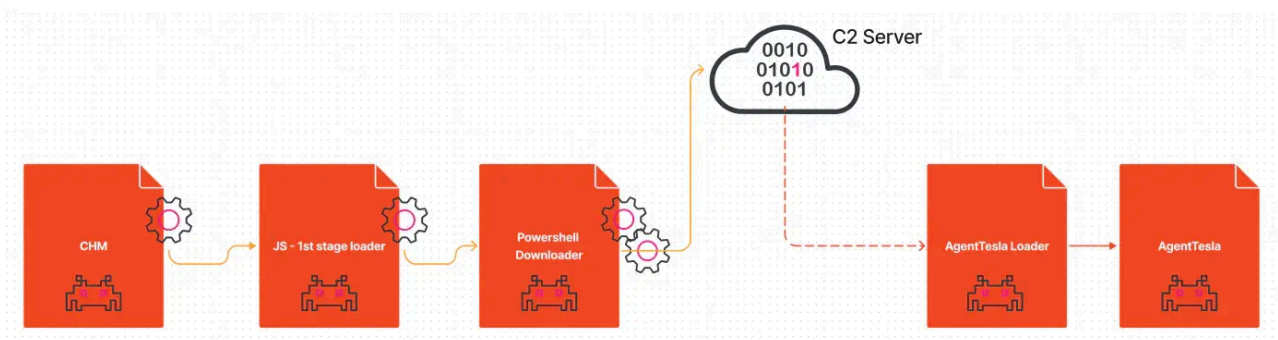 C2 Server
0010
01010
0101
CHM
JS - 1st stage loader
Powershell
Downloader
AgentTesla Loader
AgentTesla